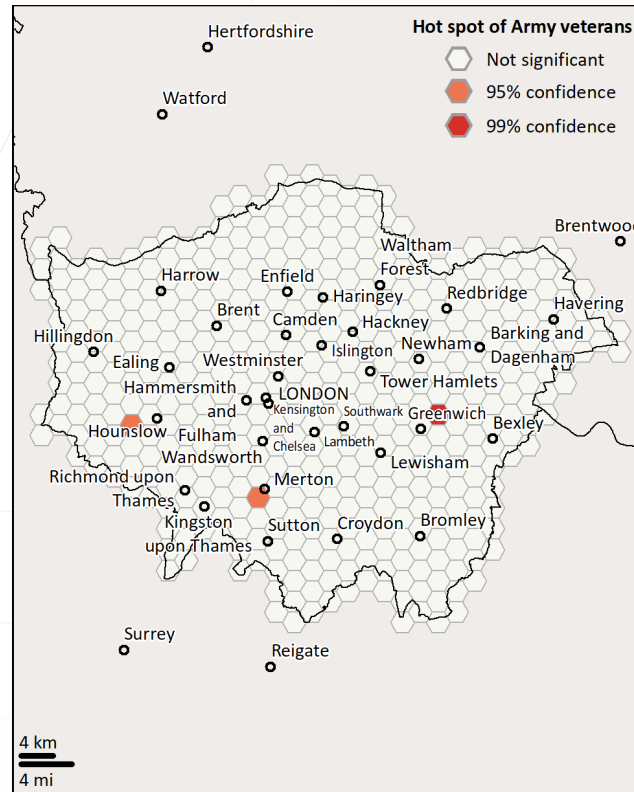 Hot spot of Army veterans
Not significant
95% confidence
99% confidence
Hertfordshire
Watford
Brentwoo
Waltham
Forest
Harrow
Enfield
Haringey
Redbridge
Havering
Brent
Camden
Hackney
Barking and
Dagenham
Hillingdon
Islington
Newham
Ealing
Westminster
Tower Hamlets
Hammersmith
and
Fulham
LONDON
Kensington
and
Chelsea
Southwark
Greenwich
Bexley
Hounslow
Lambeth
Wandsworth
Lewisham
Richmond upon
Thames
Merton
Kingston
upon Thames
Sutton
Croydon
Bromley
Surrey
Reigate
4 km
4 mi